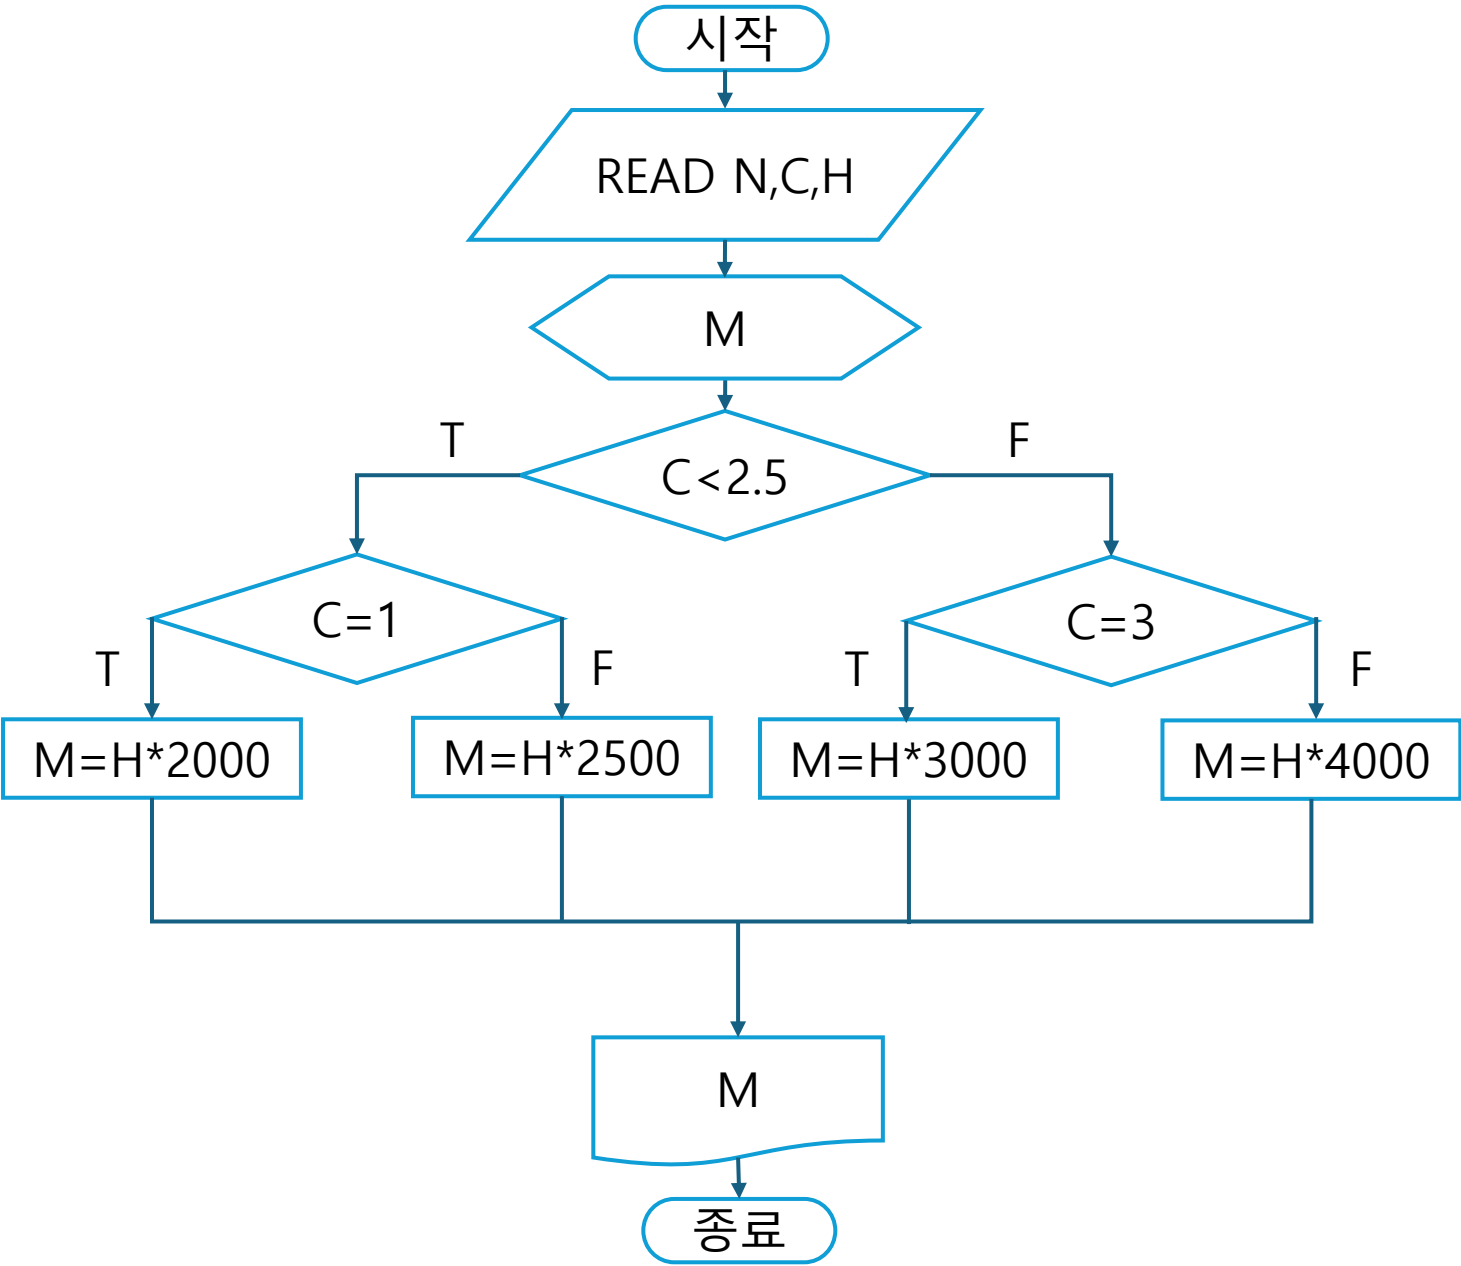 시작
READ N,C,H
M
C<2.5
T
F
C=1
C=3
T
F
T
F
M=H*2000
M=H*2500
M=H*3000
M=H*4000
M
종료